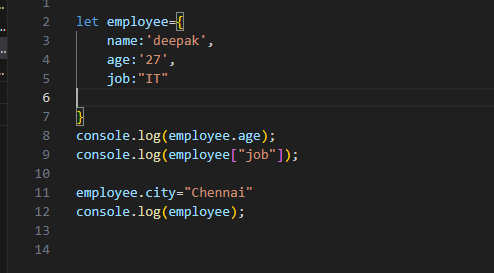 1
2 let employee={
3 name:'deepak',
4 age:'27',
5 job:"IT"
6
7 }
8 console.log(employee.age);
9 console.log(employee["job"]);
10
11 employee.city="Chennai"
12 console.log(employee);
13
14